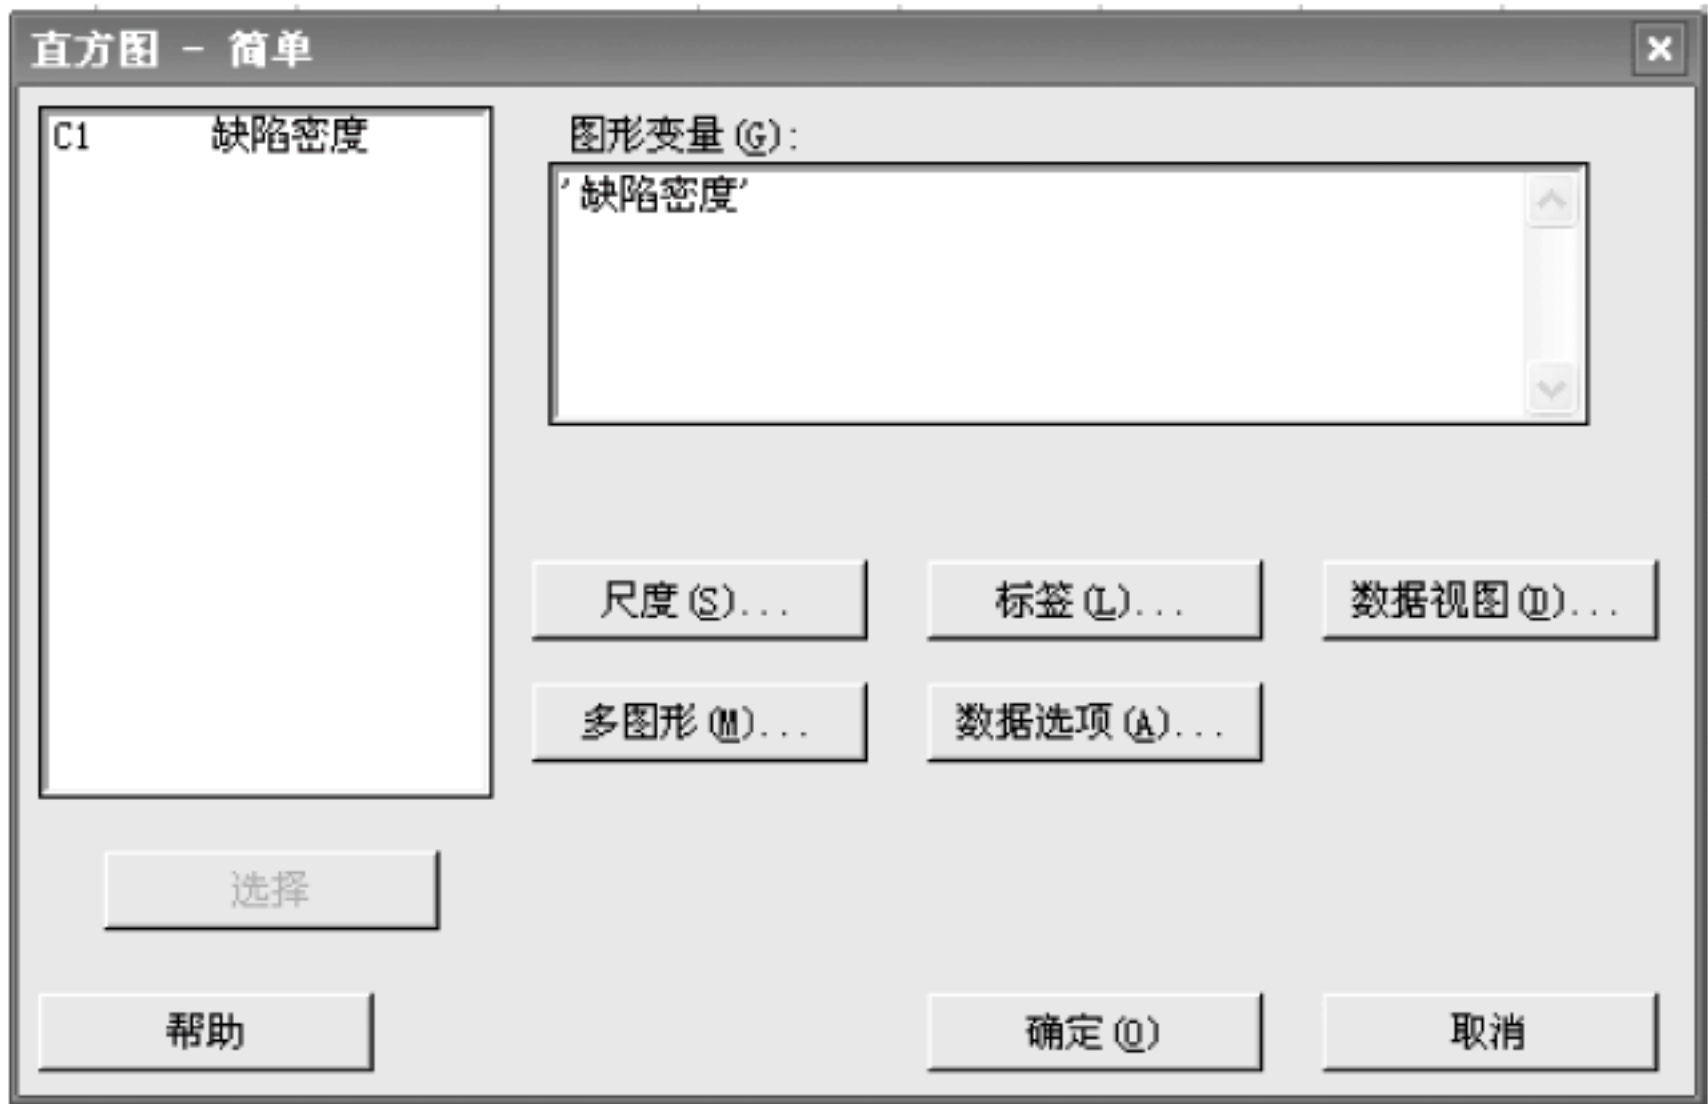 直方图 - 简单
C1 缺陷密度
图形变量(G):
'缺陷密度'
尺度(S)... 标签(L)... 数据视图(D)...
多图形(M)... 数据选项(A)...
选择
帮助 确定(O) 取消